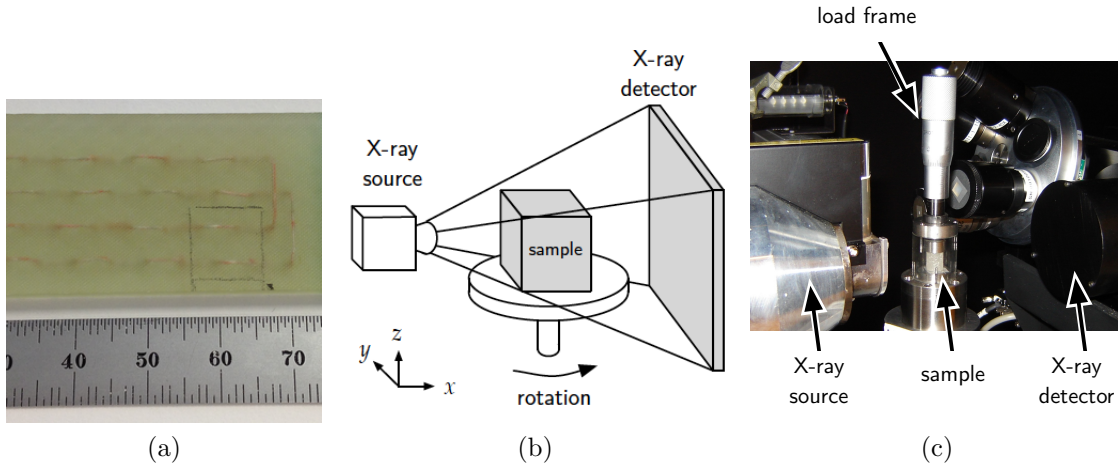 load frame
X-ray
detector
X-ray
source
sample
z
y
x
rotation
40
50
60
70
X-ray
source
sample
X-ray
detector
(a)
(b)
(c)